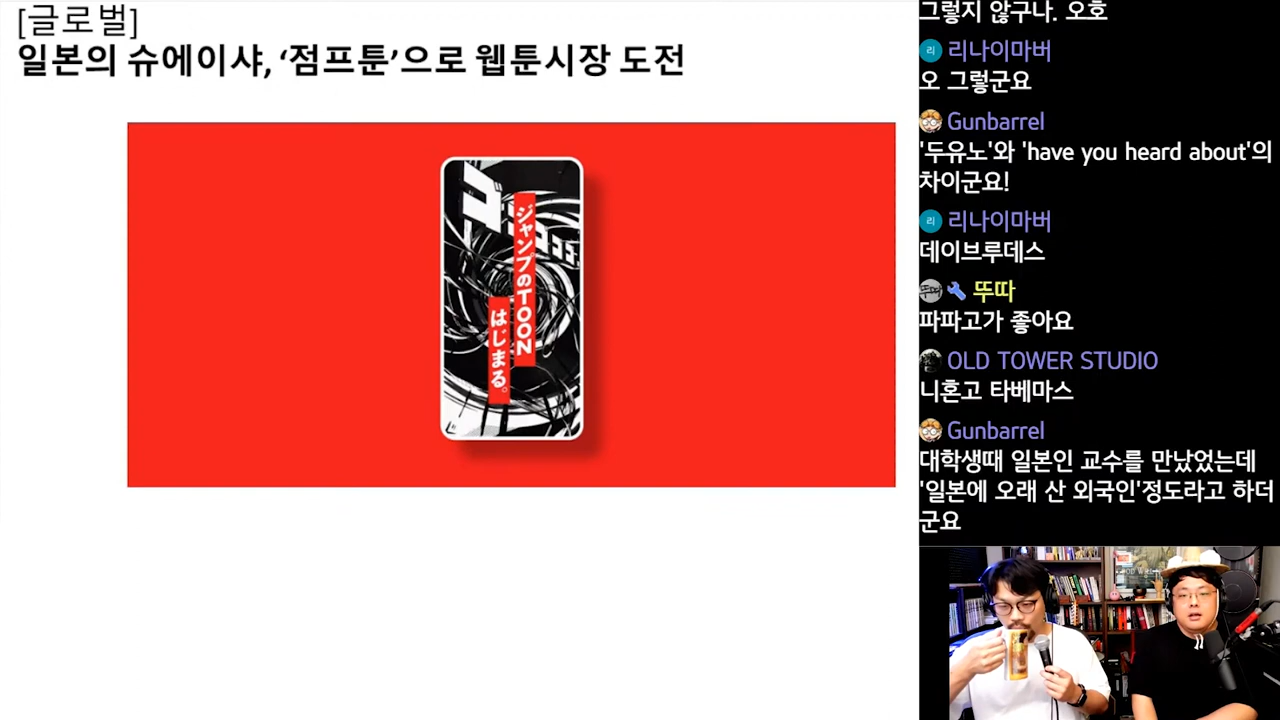 [글로벌]
일본의 슈에이샤, ‘점프툰’으로 웹툰시장 도전
ジャンプのTOON
はじまる。
그렇지 않구나. 오호
리 리나이마버
오 그렇군요
Gunbarrel
'두유노'와 'have you heard about'의
차이군요!
리 리나이마버
데이브루데스
뚜따
파파고가 좋아요
OLD TOWER STUDIO
니혼고 타베마스
Gunbarrel
대학생때 일본인 교수를 만났었는데
'일본에 오래 산 외국인'정도라고 하더
군요